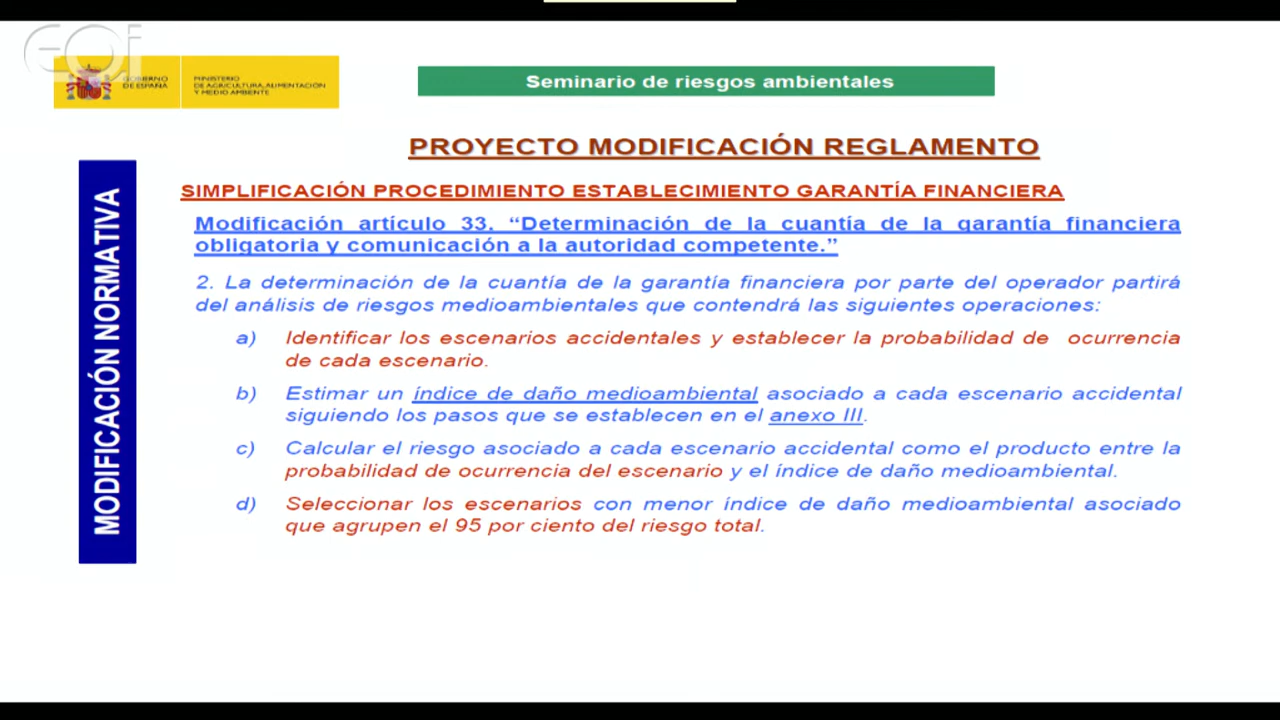 eoi
GOBIERNO
DE ESPAÑA
MINISTERIO
DE AGRICULTURA, ALIMENTACIÓN
Y MEDIO AMBIENTE
Seminario de riesgos ambientales
PROYECTO MODIFICACIÓN REGLAMENTO
MODIFICACIÓN NORMATIVA
SIMPLIFICACIÓN PROCEDIMIENTO ESTABLECIMIENTO GARANTÍA FINANCIERA
Modificación artículo 33. “Determinación de la cuantía de la garantía financiera
obligatoria y comunicación a la autoridad competente.”
2. La determinación de la cuantía de la garantía financiera por parte del operador partirá
del análisis de riesgos medioambientales que contendrá las siguientes operaciones:
a) Identificar los escenarios accidentales y establecer la probabilidad de ocurrencia
de cada escenario.
b) Estimar un índice de daño medioambiental asociado a cada escenario accidental
siguiendo los pasos que se establecen en el anexo III.
c) Calcular el riesgo asociado a cada escenario accidental como el producto entre la
probabilidad de ocurrencia del escenario y el índice de daño medioambiental.
d) Seleccionar los escenarios con menor índice de daño medioambiental asociado
que agrupen el 95 por ciento del riesgo total.